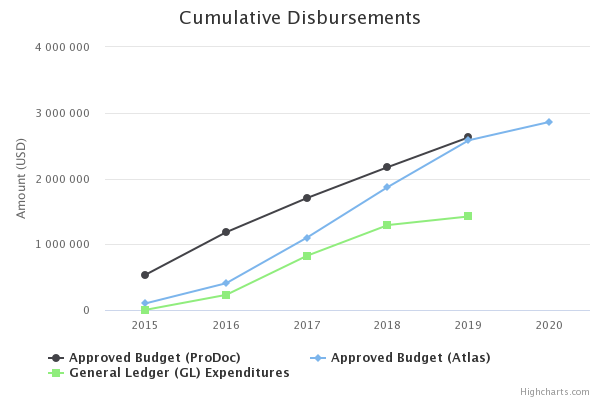 Cumulative Disbursements
4 000 000
3 000 000
2 000 000
1 000 000
0
Amount (USD)
2015 2016 2017 2018 2019 2020
Approved Budget (ProDoc) Approved Budget (Atlas)
General Ledger (GL) Expenditures
Highcharts.com